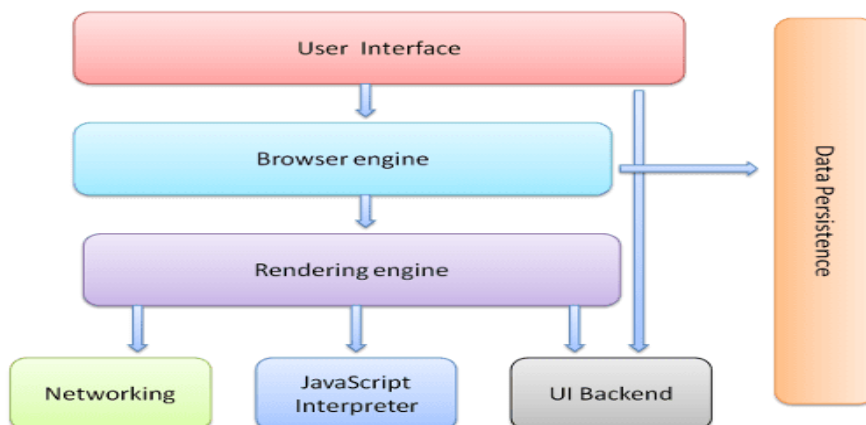 User Interface
Browser engine
Data Persistence
Rendering engine
Networking
JavaScript
Interpreter
UI Backend